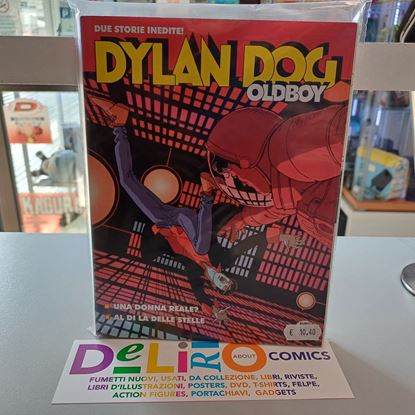 DUE STORIE INEDITE!
DYLAN DOG
OLDBOY
UNA DONNA REALE?
AL DI LÀ DELLE STELLE
€ 10,40
DeLiRIO
ABOUT COMICS
FUMETTI NUOVI, USATI, DA COLLEZIONE, LIBRI, RIVISTE,
LIBRI D'ILLUSTRAZIONI, POSTERS, DVD, T-SHIRTS, FELPE,
ACTION FIGURES, PORTACHIAVI, GADGETS